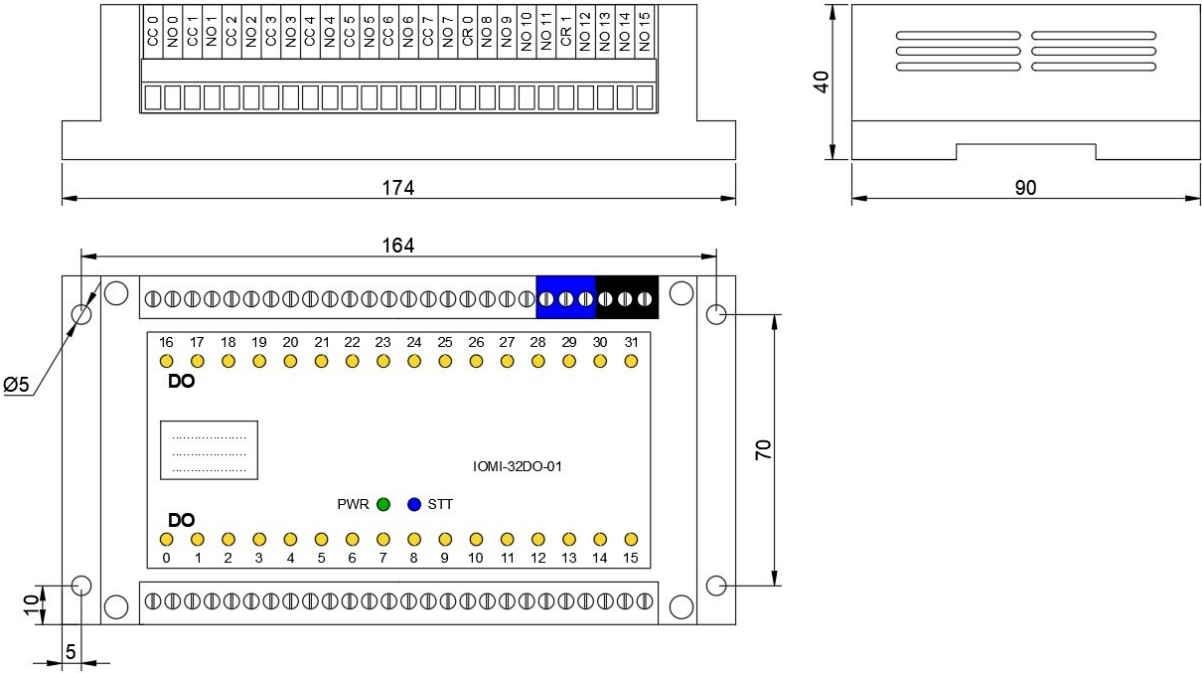 CC 0
NO 0
CC 1
NO 1
CC 2
NO 2
CC 3
NO 3
CC 4
NO 4
CC 5
NO 5
CC 6
NO 6
CC 7
NO 7
CR 0
NO 8
NO 9
NO 10
NO 11
CR 1
NO 12
NO 13
NO 14
NO 15
40
174
90
164
16 17 18 19 20 21 22 23 24 25 26 27 28 29 30 31
DO
Ø5
70
IOMI-32DO-01
PWR STT
DO
0 1 2 3 4 5 6 7 8 9 10 11 12 13 14 15
10
5